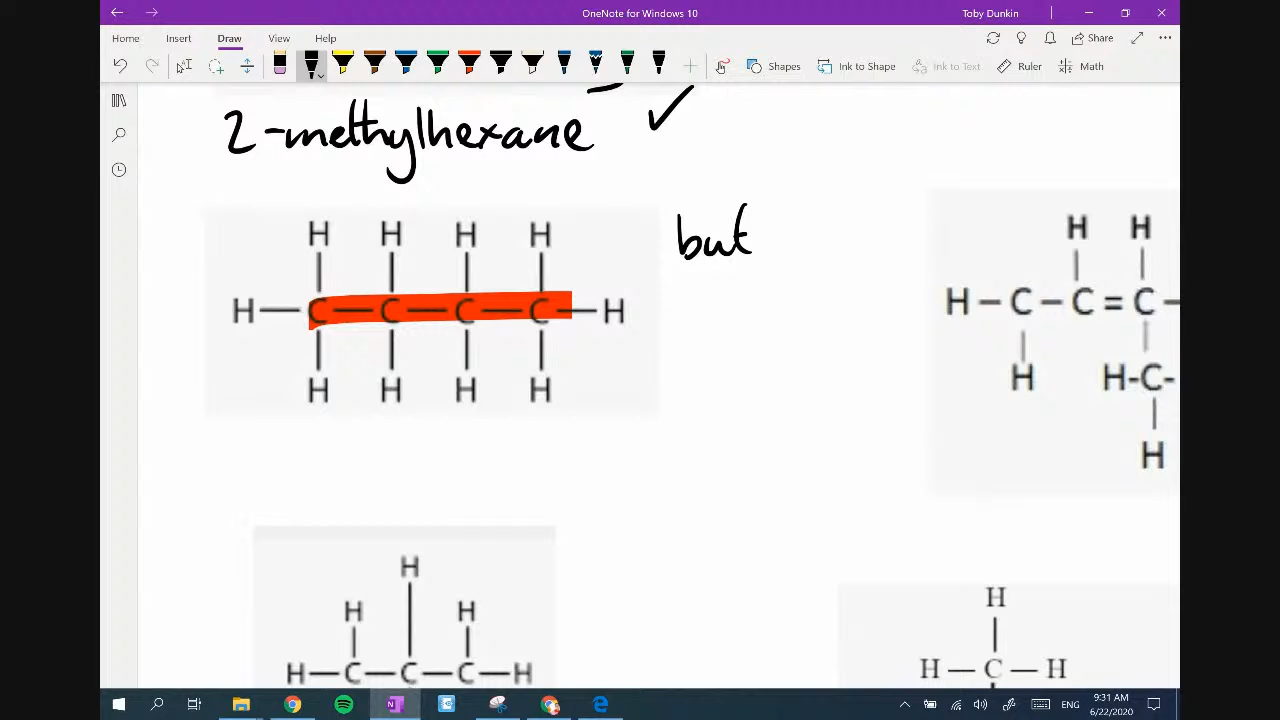 OneNote for Windows 10
Toby Dunkin
Home Insert Draw View Help
Share
Shapes Ink to Shape Ink to Text Ruler Math
2-methylhexane ✓
H H H H
H—C—C—C—C—H
H H H H
but
H H
H–C–C=C–
H H-C-
H
H
H H
H—C—C—C—H
H
H—C—H
9:31 AM
6/22/2020